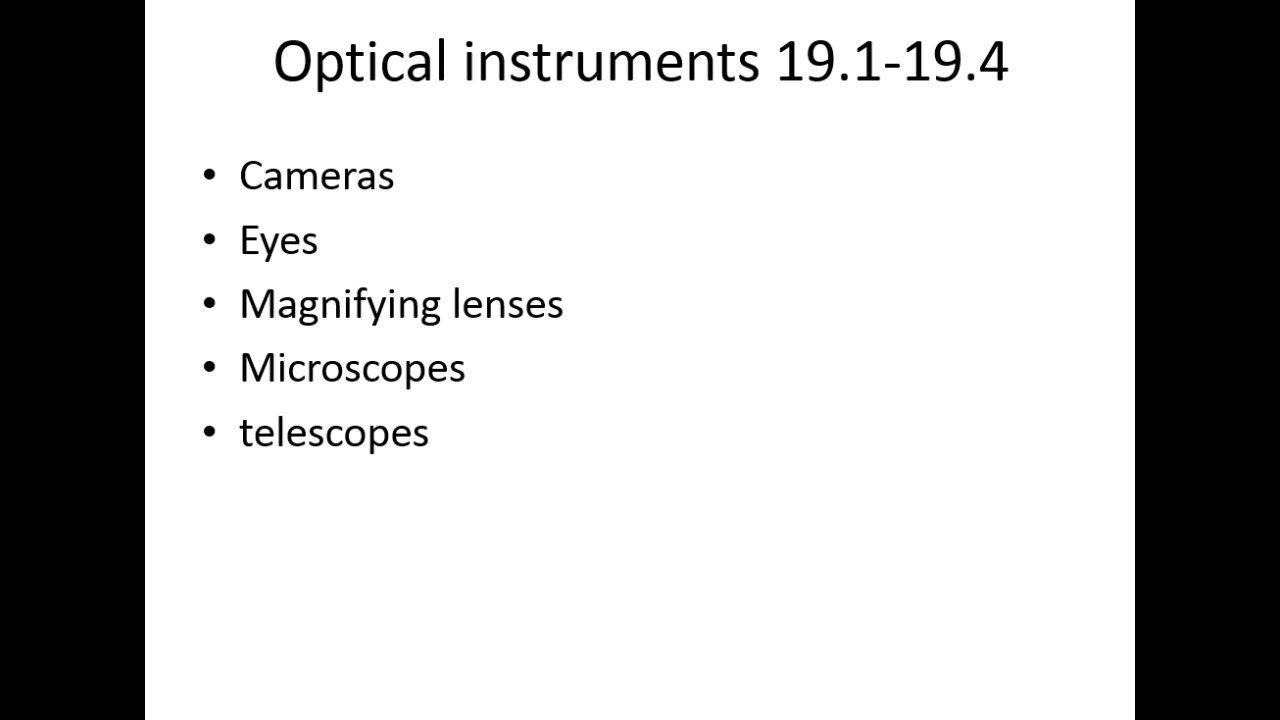 Optical instruments 19.1-19.4
• Cameras
• Eyes
• Magnifying lenses
• Microscopes
• telescopes